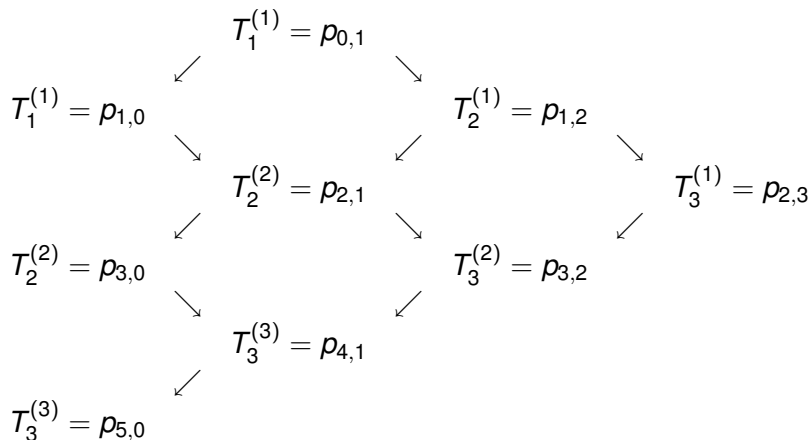 T_1^{(1)} = p_{0,1}
T_1^{(1)} = p_{1,0} T_2^{(1)} = p_{1,2}
T_2^{(2)} = p_{2,1} T_3^{(1)} = p_{2,3}
T_2^{(2)} = p_{3,0} T_3^{(2)} = p_{3,2}
T_3^{(3)} = p_{4,1}
T_3^{(3)} = p_{5,0}